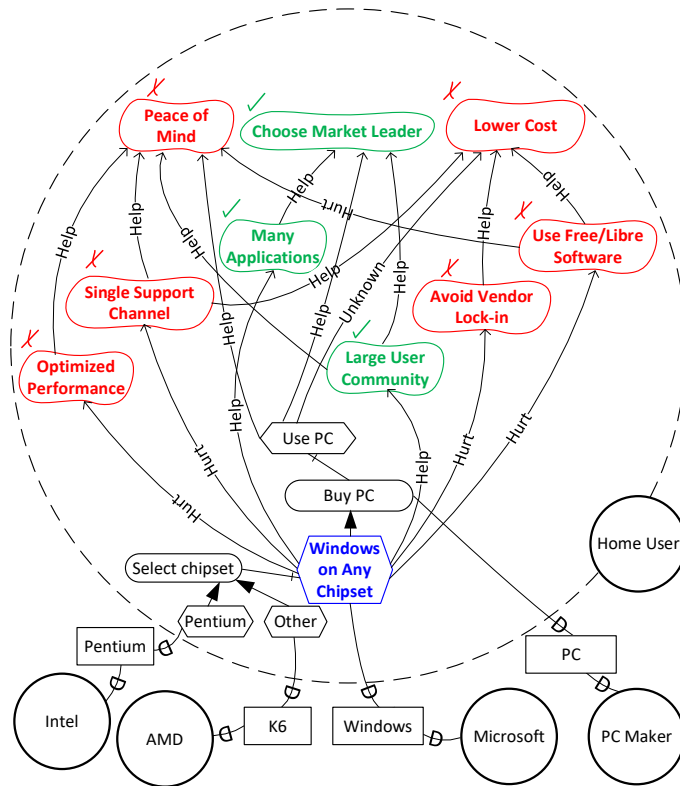 Peace of
Mind
Choose Market Leader
Lower Cost
Help
Help
Help
Hurt
Help
Help
Many
Applications
Use Free/Libre
Software
Help
Help
Help
Unknown
Help
Help
Help
Single Support
Channel
Avoid Vendor
Lock-in
Optimized
Performance
Large User
Community
Use PC
Help
Hurt
Hurt
Hurt
Hurt
Help
Buy PC
Windows
on Any
Chipset
Home User
Select chipset
Pentium
Other
Pentium
D
D
PC
D
D
Intel
AMD
D
K6
D
Windows
D
D
Microsoft
PC Maker